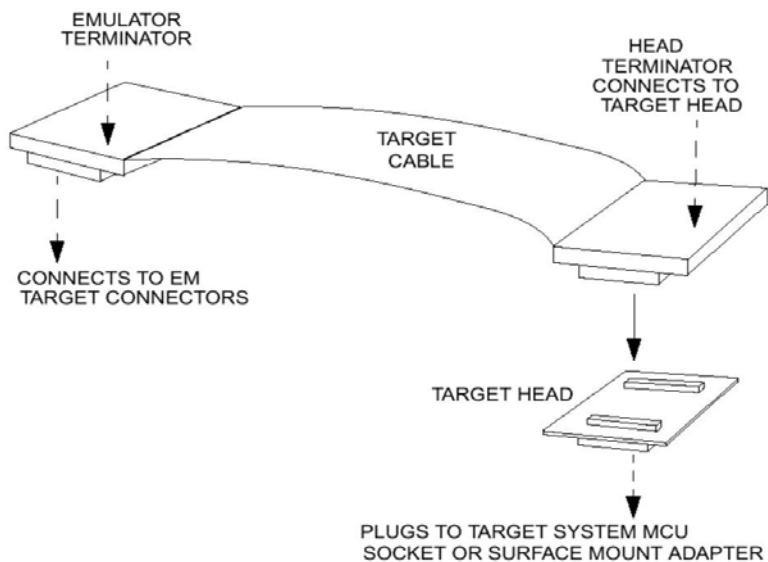 EMULATOR
TERMINATOR
HEAD
TERMINATOR
CONNECTS TO
TARGET HEAD
TARGET
CABLE
CONNECTS TO EM
TARGET CONNECTORS
TARGET HEAD
PLUGS TO TARGET SYSTEM MCU
SOCKET OR SURFACE MOUNT ADAPTER